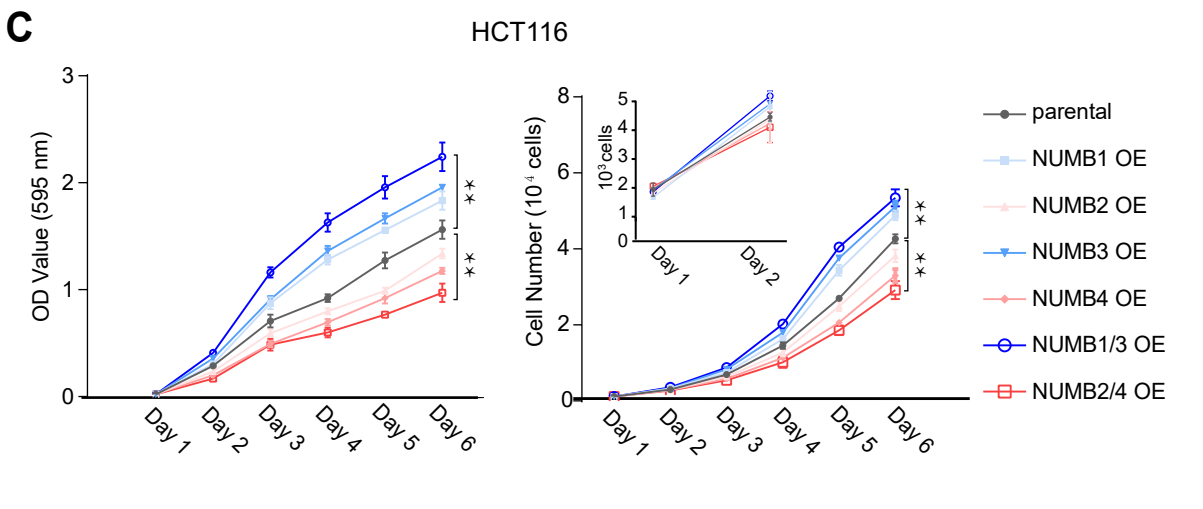 C
HCT116
OD Value (595 nm)
3
2
1
0
Day 1
Day 2
Day 3
Day 4
Day 5
Day 6
**
**
Cell Number (10⁴ cells)
8
6
4
2
0
Day 1
Day 2
Day 3
Day 4
Day 5
Day 6
**
**
10³ cells
5
4
3
2
1
0
Day 1
Day 2
parental
NUMB1 OE
NUMB2 OE
NUMB3 OE
NUMB4 OE
NUMB1/3 OE
NUMB2/4 OE